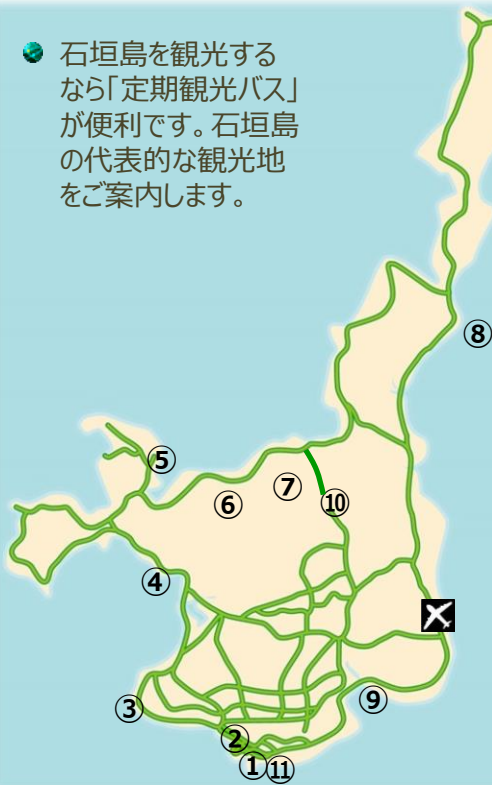 石垣島を観光する
なら「定期観光バス」
が便利です。石垣島
の代表的な観光地
をご案内します。
⑧
⑤
⑦
⑥
⑩
④
⑨
③
②
①
⑪